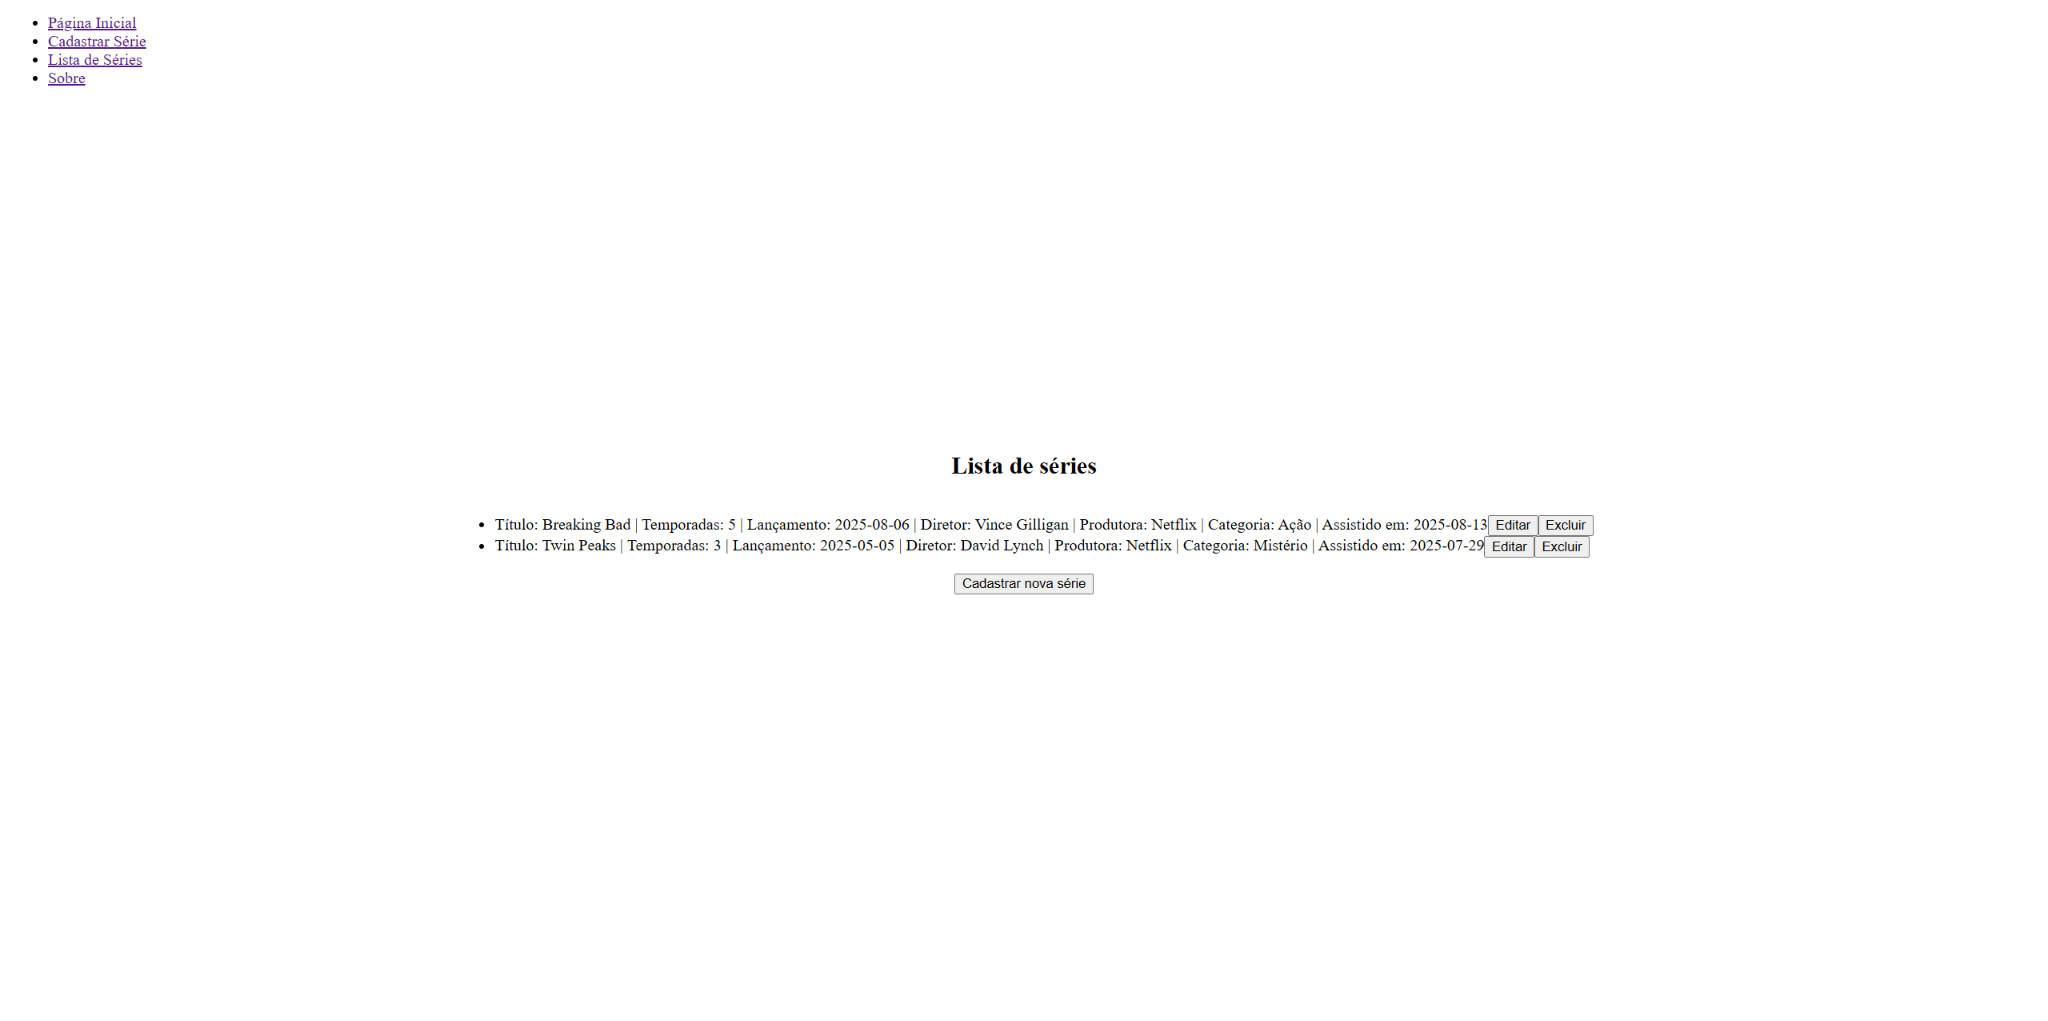 Página Inicial
Cadastrar Série
Lista de Séries
Sobre
Lista de séries
Título: Breaking Bad | Temporadas: 5 | Lançamento: 2025-08-06 | Diretor: Vince Gilligan | Produtora: Netflix | Categoria: Ação | Assistido em: 2025-08-13 Editar Excluir
Título: Twin Peaks | Temporadas: 3 | Lançamento: 2025-05-05 | Diretor: David Lynch | Produtora: Netflix | Categoria: Mistério | Assistido em: 2025-07-29 Editar Excluir
Cadastrar nova série